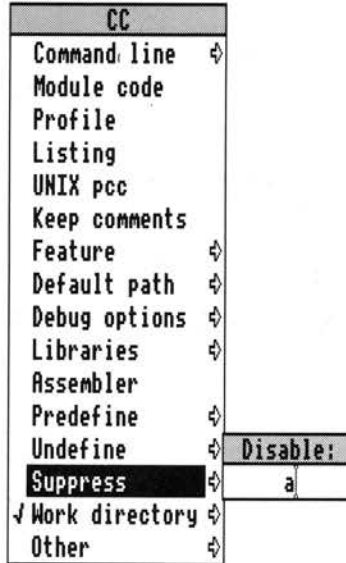 CC
Command line
Module code
Profile
Listing
UNIX pcc
Keep comments
Feature
Default path
Debug options
Libraries
Assembler
Predefine
Undefine
Disable:
Suppress
a
√ Work directory
Other